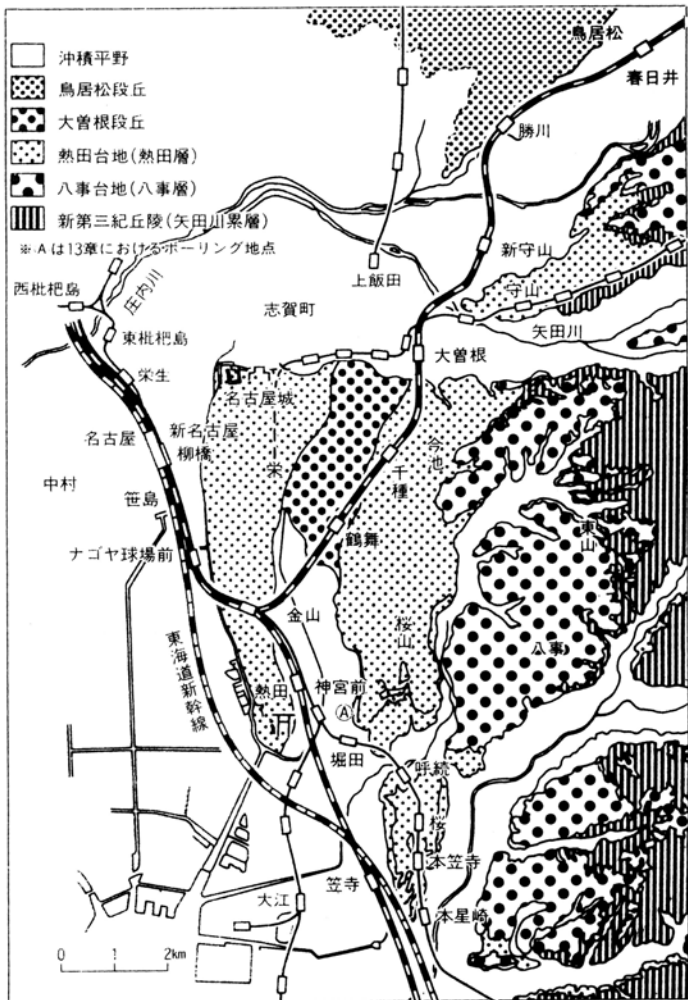 沖積平野
鳥居松段丘
大曽根段丘
熱田台地(熱田層)
八事台地(八事層)
新第三紀丘陵(矢田川累層)
※Aは13章におけるボーリング地点
鳥居松
春日井
勝川
新守山
守山
上飯田
矢田川
庄内川
西枇杷島
志賀町
東枇杷島
大曽根
栄生
名古屋城
新名古屋
名古屋
柳橋
栄
千種
今池
中村
笹島
東山
鶴舞
ナゴヤ球場前
金山
桜山
八事
東海道新幹線
熱田
神宮前
A
堀田
呼続
桜
本笠寺
笠寺
大江
本星崎
0 1 2km